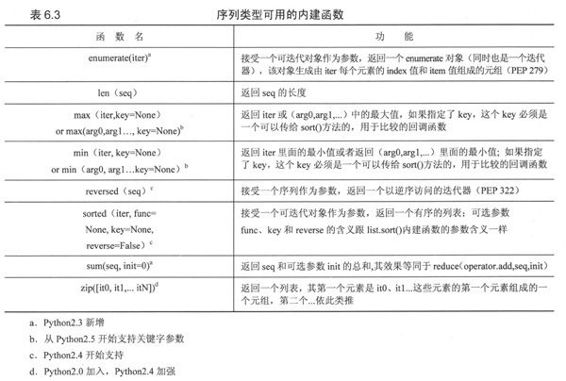 表 6.3 序列类型可用的内建函数
函 数 名 功 能
enumerate(iter)a 接受一个可迭代对象作为参数，返回一个 enumerate 对象（同时也是一个迭代
器），该对象生成由 iter 每个元素的 index 值和 item 值组成的元组（PEP 279）
len（seq） 返回 seq 的长度
max（iter,key=None） 返回 iter 或（arg0,arg1,...）中的最大值，如果指定了 key，这个 key 必须是
or max(arg0,arg1…, key=None)b 一个可以传给 sort()方法的，用于比较的回调函数
min（iter, key=None） 返回 iter 里面的最小值或者返回（arg0,arg1,...）里面的最小值; 如果指定
or min（arg0, arg1…key=None）b 了 key，这个 key 必须是一个可以传给 sort()方法的，用于比较的回调函数
reversed（seq）c 接受一个序列作为参数，返回一个以逆序访问的迭代器（PEP 322）
sorted（iter, func= 接受一个可迭代对象作为参数，返回一个有序的列表；可选参数
None, key=None, func、key 和 reverse 的含义跟 list.sort()内建函数的参数含义一样
reverse=False）c
sum(seq, init=0)a 返回 seq 和可选参数 init 的总和,其效果等同于 reduce(operator.add,seq,init)
zip([it0, it1,... itN])d 返回一个列表，其第一个元素是 it0、it1...这些元素的第一个元素组成的一
个元组，第二个...依此类推
a．Python2.3 新增
b．从 Python2.5 开始支持关键字参数
c．Python2.4 开始支持
d．Python2.0 加入，Python2.4 加强